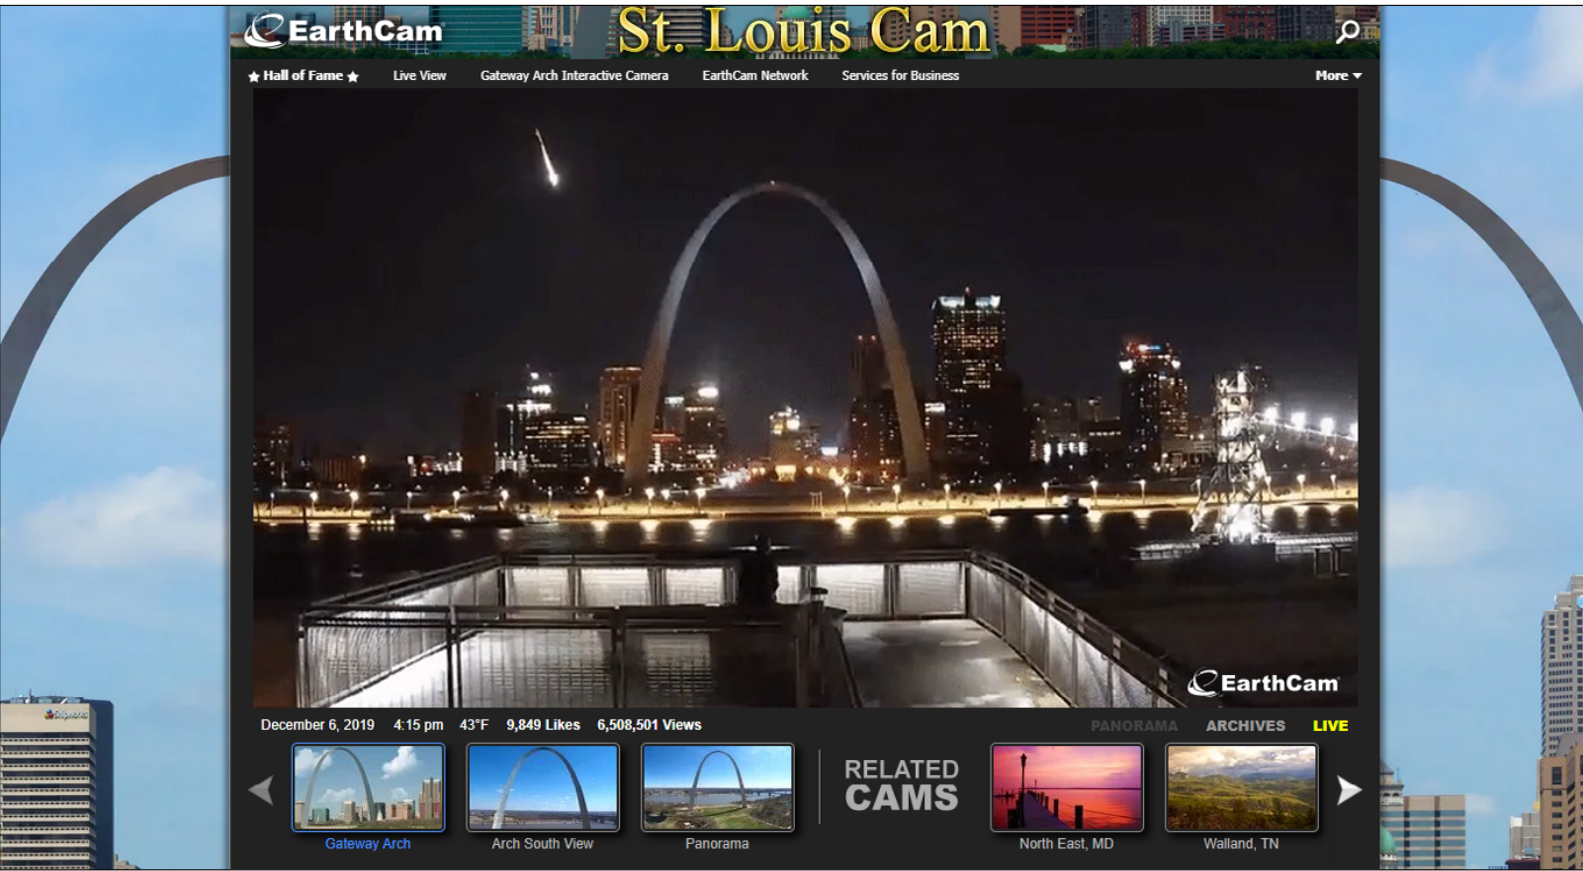 EarthCam
St. Louis Cam
★ Hall of Fame ★ Live View Gateway Arch Interactive Camera EarthCam Network Services for Business More
EarthCam
December 6, 2019 4:15 pm 43°F 9,849 Likes 6,508,501 Views PANORAMA ARCHIVES LIVE
RELATED
CAMS
Gateway Arch Arch South View Panorama North East, MD Walland, TN